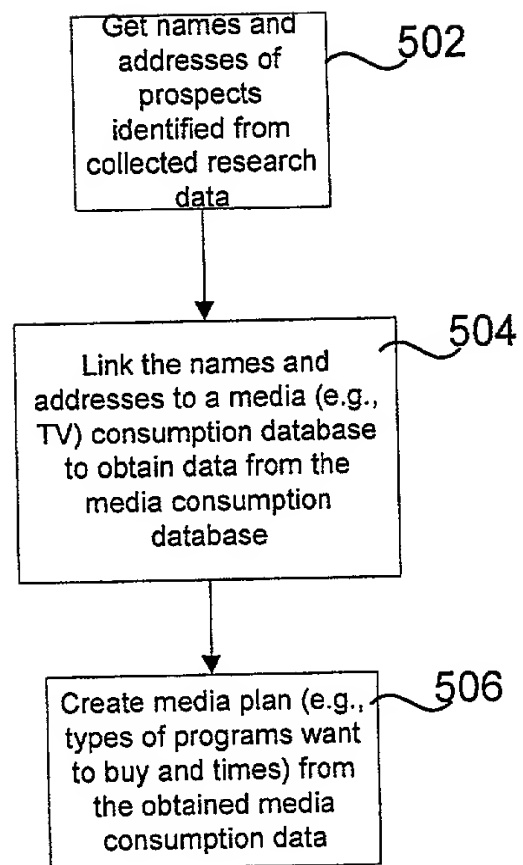 Get names and
addresses of
prospects
identified from
collected research
data
502
Link the names and
addresses to a media (e.g.,
TV) consumption database
to obtain data from the
media consumption
database
504
Create media plan (e.g.,
types of programs want
to buy and times) from
the obtained media
consumption data
506